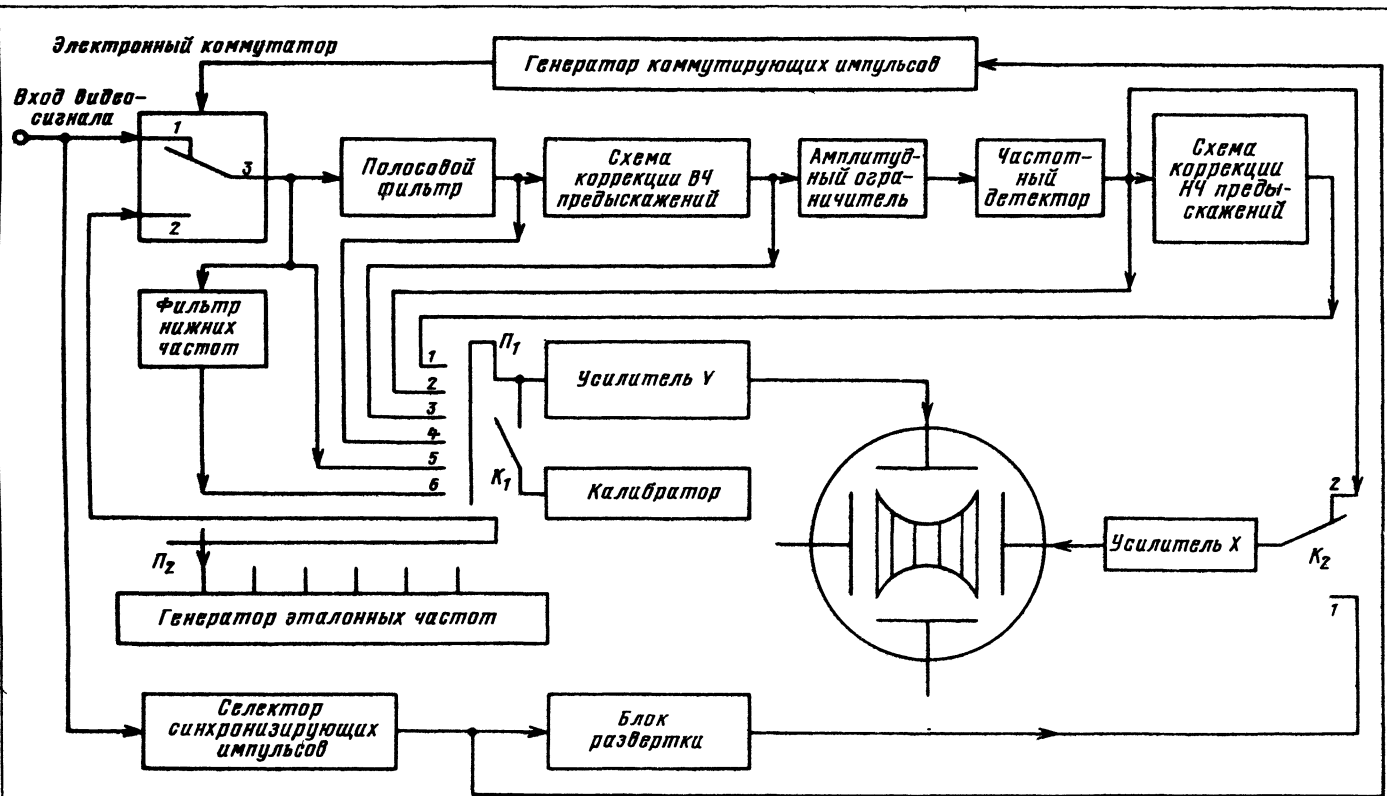 Электронный коммутатор
Генератор коммутирующих импульсов
Вход видео-
сигнала
1
3
2
Полосовой
фильтр
Схема
коррекции ВЧ
предыскажений
Амплитуд-
ный огра-
ничитель
Частот-
ный
детектор
Схема
коррекции
НЧ преды-
скажений
Фильтр
нижних
частот
1
2
3
4
5
6
П1
К1
Усилитель Y
Калибратор
2
Усилитель X
К2
1
П2
Генератор эталонных частот
Селектор
синхронизирующих
импульсов
Блок
развертки